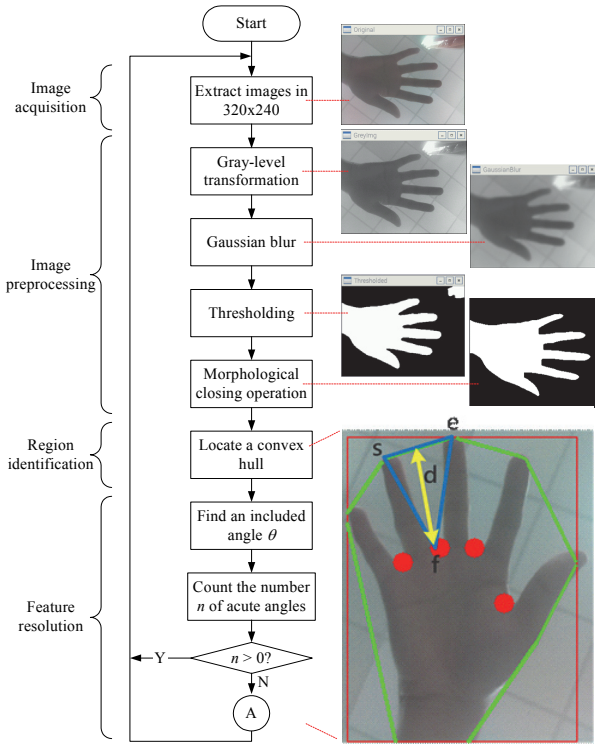 Start
Image
acquisition
Extract images in
320x240
Original
Image
preprocessing
Gray-level
transformation
Greyimg
Gaussian blur
GaussianBlur
Thresholding
Thresholded
Morphological
closing operation
Region
identification
Locate a convex
hull
Feature
resolution
Find an included
angle θ
Count the number
n of acute angles
n > 0?
Y
N
A
s
e
d
f